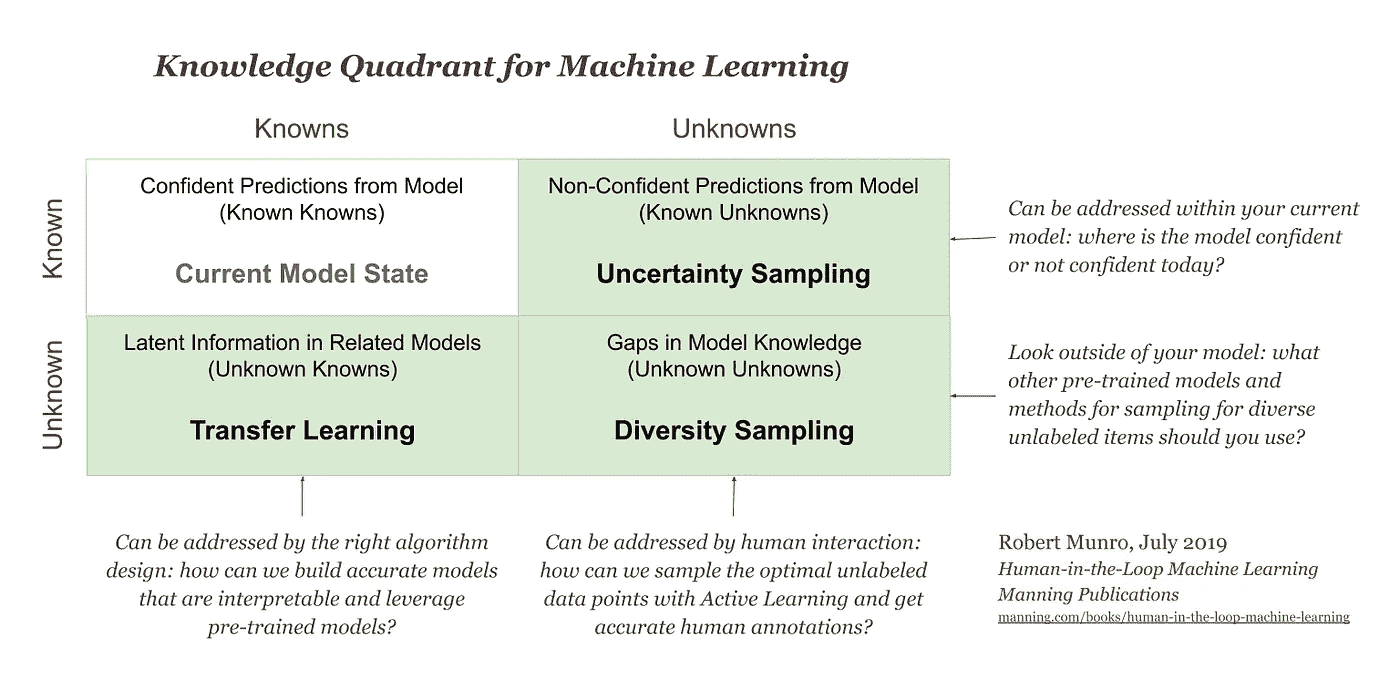 Knowledge Quadrant for Machine Learning
Knowns
Unknowns
Known
Confident Predictions from Model
(Known Knowns)
Current Model State
Non-Confident Predictions from Model
(Known Unknowns)
Uncertainty Sampling
Can be addressed within your current
model: where is the model confident
or not confident today?
Unknown
Latent Information in Related Models
(Unknown Knowns)
Transfer Learning
Gaps in Model Knowledge
(Unknown Unknowns)
Diversity Sampling
Look outside of your model: what
other pre-trained models and
methods for sampling for diverse
unlabeled items should you use?
Can be addressed by the right algorithm
design: how can we build accurate models
that are interpretable and leverage
pre-trained models?
Can be addressed by human interaction:
how can we sample the optimal unlabeled
data points with Active Learning and get
accurate human annotations?
Robert Munro, July 2019
Human-in-the-Loop Machine Learning
Manning Publications
manning.com/books/human-in-the-loop-machine-learning